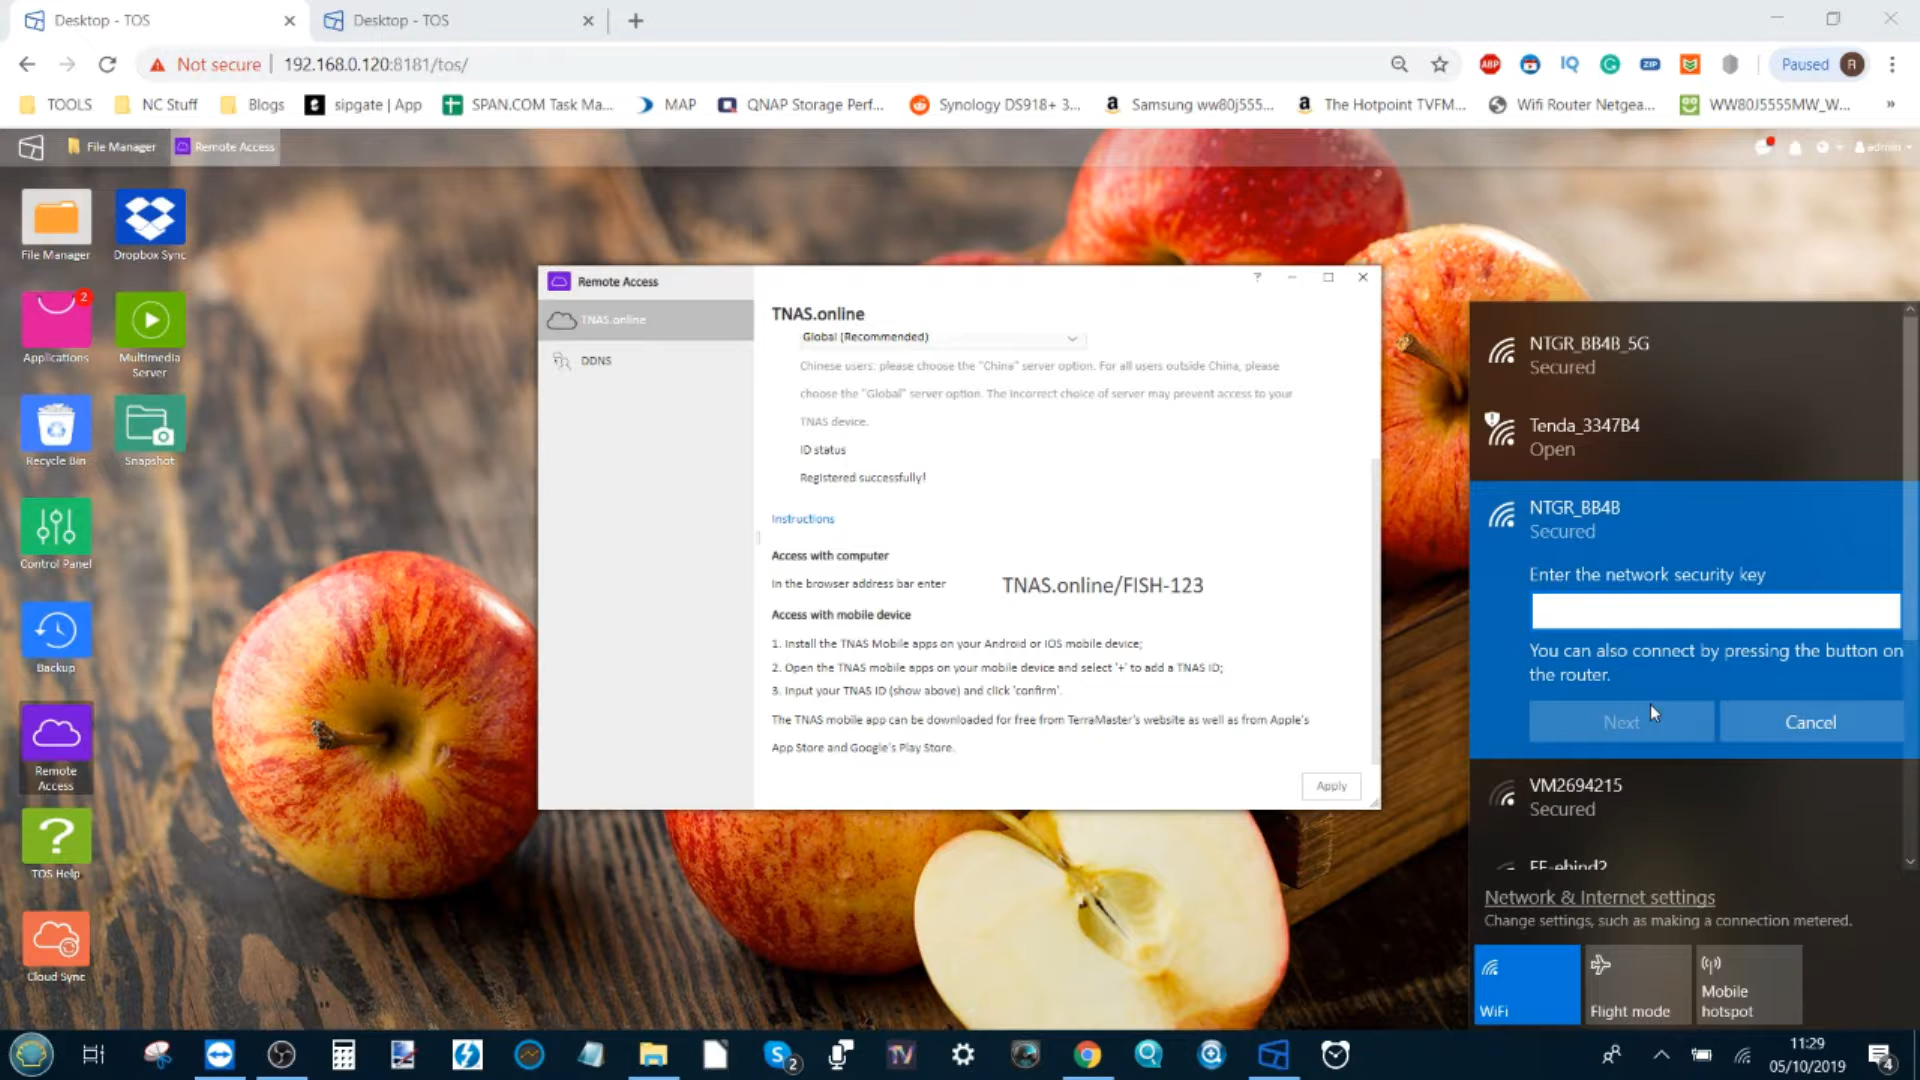 Desktop - TOS
Desktop - TOS
Not secure
192.168.0.120:8181/tos/
ABP
IQ
ZIP
Paused
R
TOOLS
NC Stuff
Blogs
sipgate | App
SPAN.COM Task Ma...
MAP
QNAP Storage Perf...
Synology DS918+ 3...
Samsung ww80j555...
The Hotpoint TVFM...
Wifi Router Netgea...
WW80J5555MW_W...
»
File Manager
Remote Access
admin
File Manager
Dropbox Sync
2
Applications
Multimedia
Server
Recycle Bin
Snapshot
Control Panel
Backup
Remote
Access
TOS Help
Cloud Sync
Remote Access
TNAS.online
DDNS
TNAS.online
Global (Recommended)
Chinese users: please choose the "China" server option. For all users outside China, please
choose the "Global" server option. The incorrect choice of server may prevent access to your
TNAS device.
ID status
Registered successfully!
Instructions
Access with computer
In the browser address bar enter
TNAS.online/FISH-123
Access with mobile device
1. Install the TNAS Mobile apps on your Android or IOS mobile device;
2. Open the TNAS mobile apps on your mobile device and select '+' to add a TNAS ID;
3. Input your TNAS ID (show above) and click 'confirm'.
The TNAS mobile app can be downloaded for free from TerraMaster's website as well as from Apple's
App Store and Google's Play Store.
Apply
NTGR_BB4B_5G
Secured
Tenda_3347B4
Open
NTGR_BB4B
Secured
Enter the network security key
You can also connect by pressing the button on
the router.
Next
Cancel
VM2694215
Secured
Network & Internet settings
Change settings, such as making a connection metered.
WiFi
Flight mode
Mobile
hotspot
2
TV
11:29
05/10/2019
4